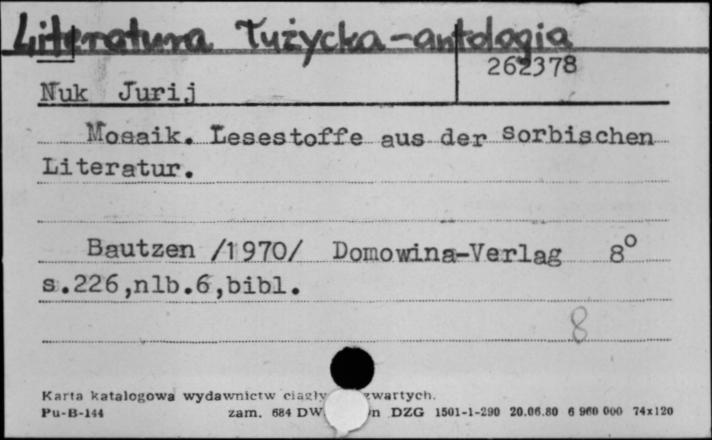 Literatura łużycka-antologia
262378
Nuk Jurij
Mosaik. Lesestoffe aus der sorbischen
Literatur.
Bautzen /1970/ Domowina-Verlag 8°
s.226,nlb.6,bibl.
8
Karta katalogowa wydawnictw zwartych.
Pu-B-144 zam. 684 DW DZG 1501-1-290 20.06.80 6 960 000 74x120